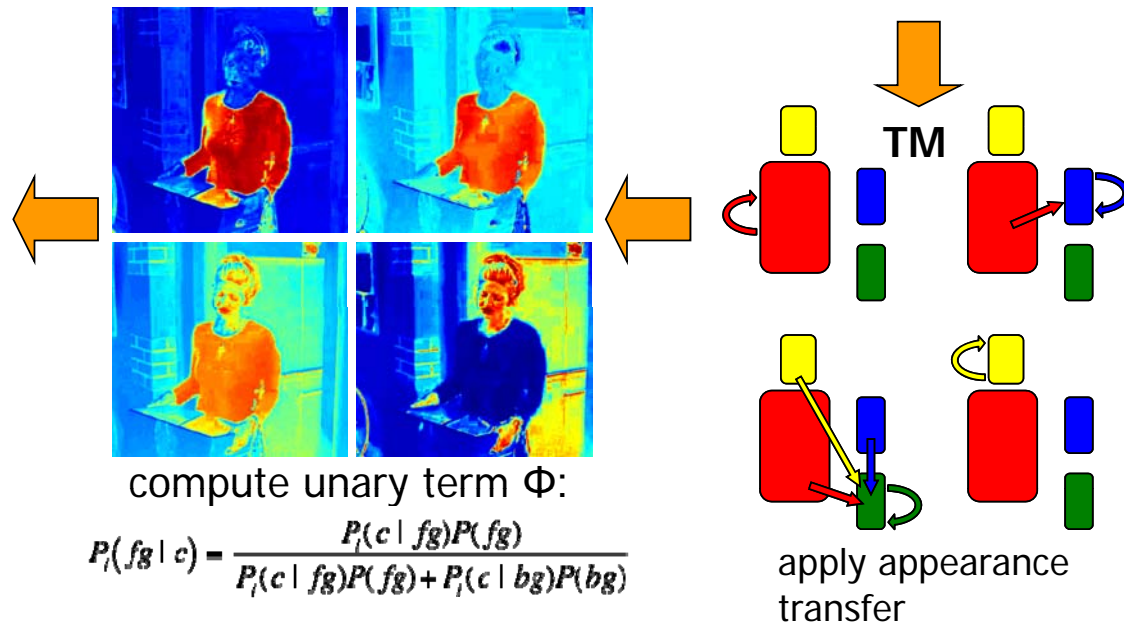 TM
compute unary term Φ:
P_i(fg | c) = P_i(c | fg)P(fg) / P_i(c | fg)P(fg) + P_i(c | bg)P(bg)
apply appearance
transfer